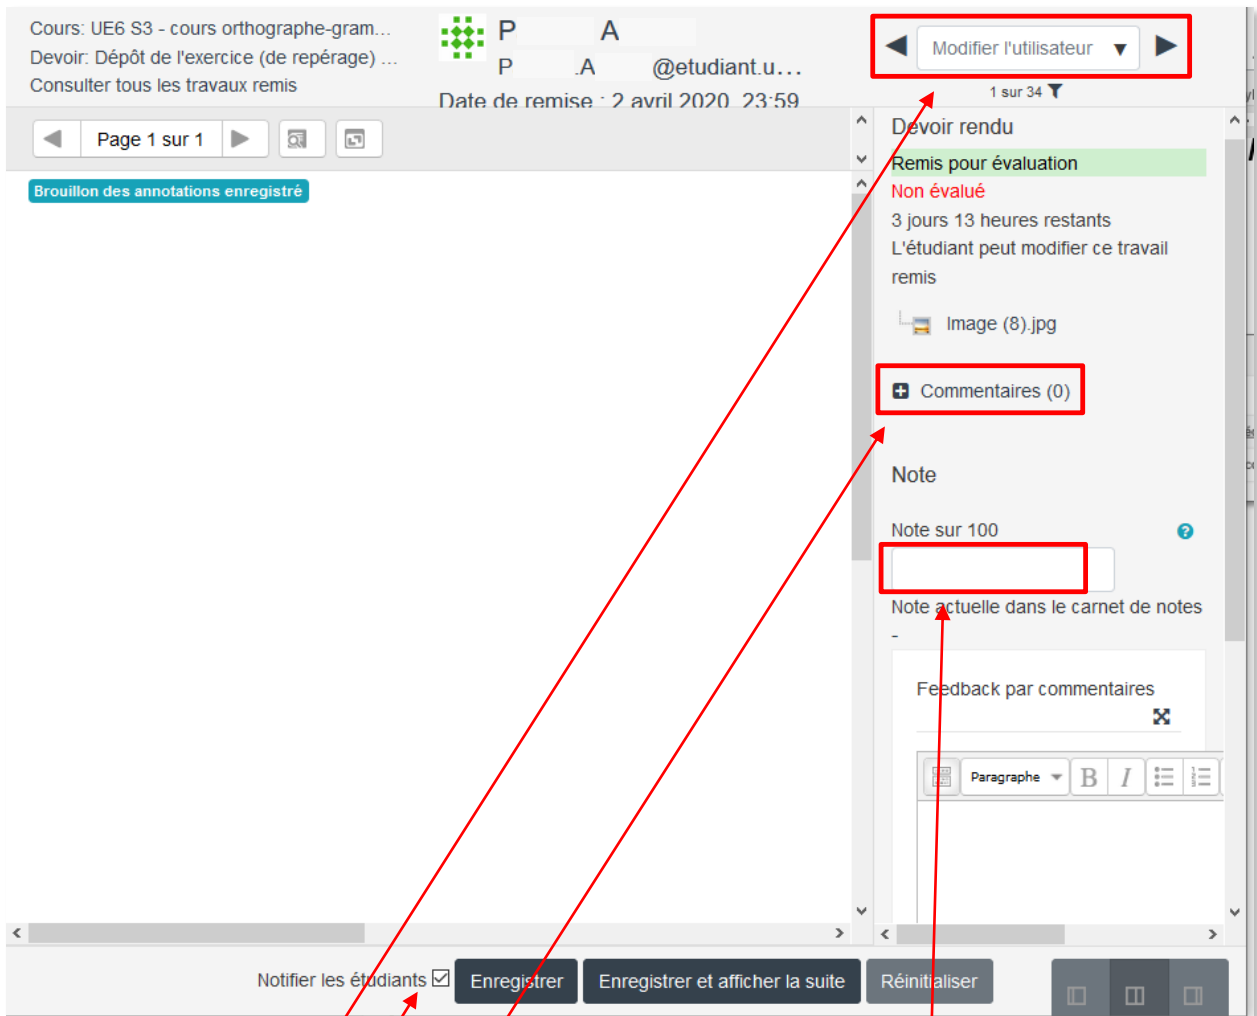 Cours: UE6 S3 - cours orthographe-gram...
Devoir: Dépôt de l'exercice (de repérage) ...
Consulter tous les travaux remis
P A
P .A @etudiant.u...
Date de remise : 2 avril 2020, 23:59
Modifier l'utilisateur
1 sur 34
Page 1 sur 1
Brouillon des annotations enregistré
Devoir rendu
Remis pour évaluation
Non évalué
3 jours 13 heures restants
L'étudiant peut modifier ce travail
remis
Image (8).jpg
Commentaires (0)
Note
Note sur 100
Note actuelle dans le carnet de notes
-
Feedback par commentaires
Paragraphe B I
Notifier les étudiants Enregistrer Enregistrer et afficher la suite Réinitialiser